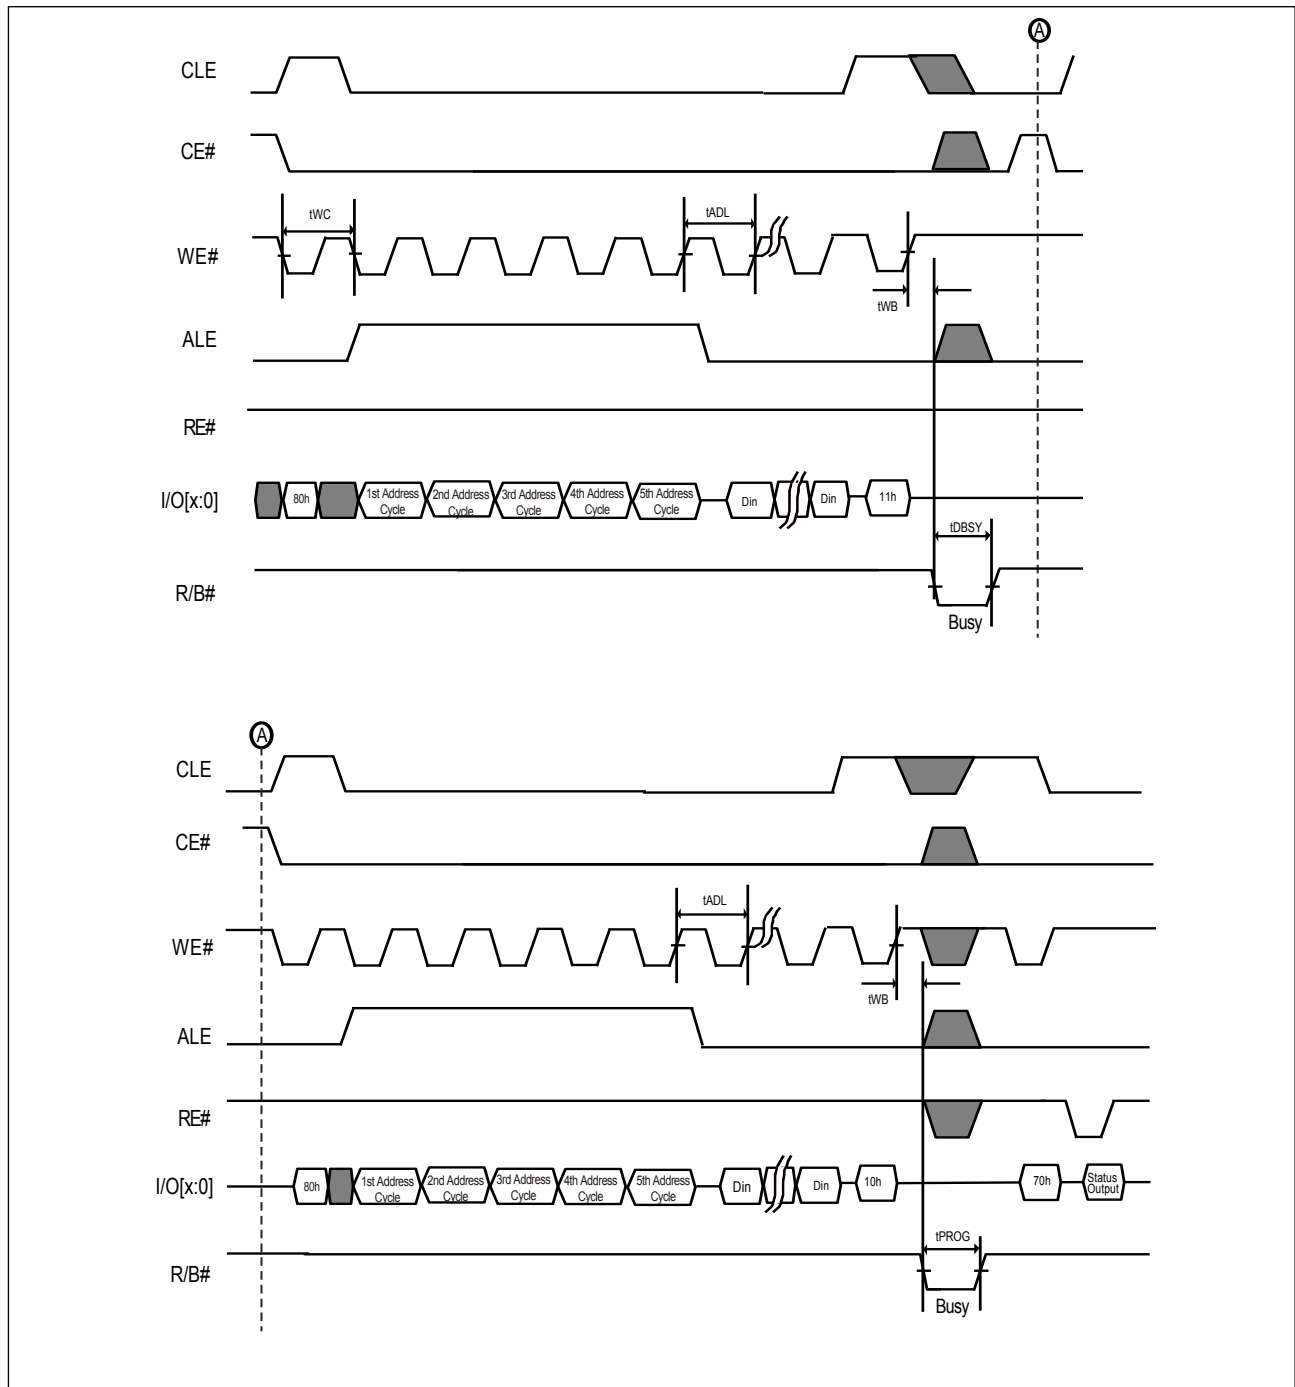 A
CLE
CE#
tWC
tADL
WE#
tWB
ALE
RE#
I/O[x:0]
80h
1st Address
Cycle
2nd Address
Cycle
3rd Address
Cycle
4th Address
Cycle
5th Address
Cycle
Din
Din
11h
tDBSY
R/B#
Busy
A
CLE
CE#
tADL
WE#
tWB
ALE
RE#
I/O[x:0]
80h
1st Address
Cycle
2nd Address
Cycle
3rd Address
Cycle
4th Address
Cycle
5th Address
Cycle
Din
Din
10h
70h
Status
Output
tPROG
R/B#
Busy